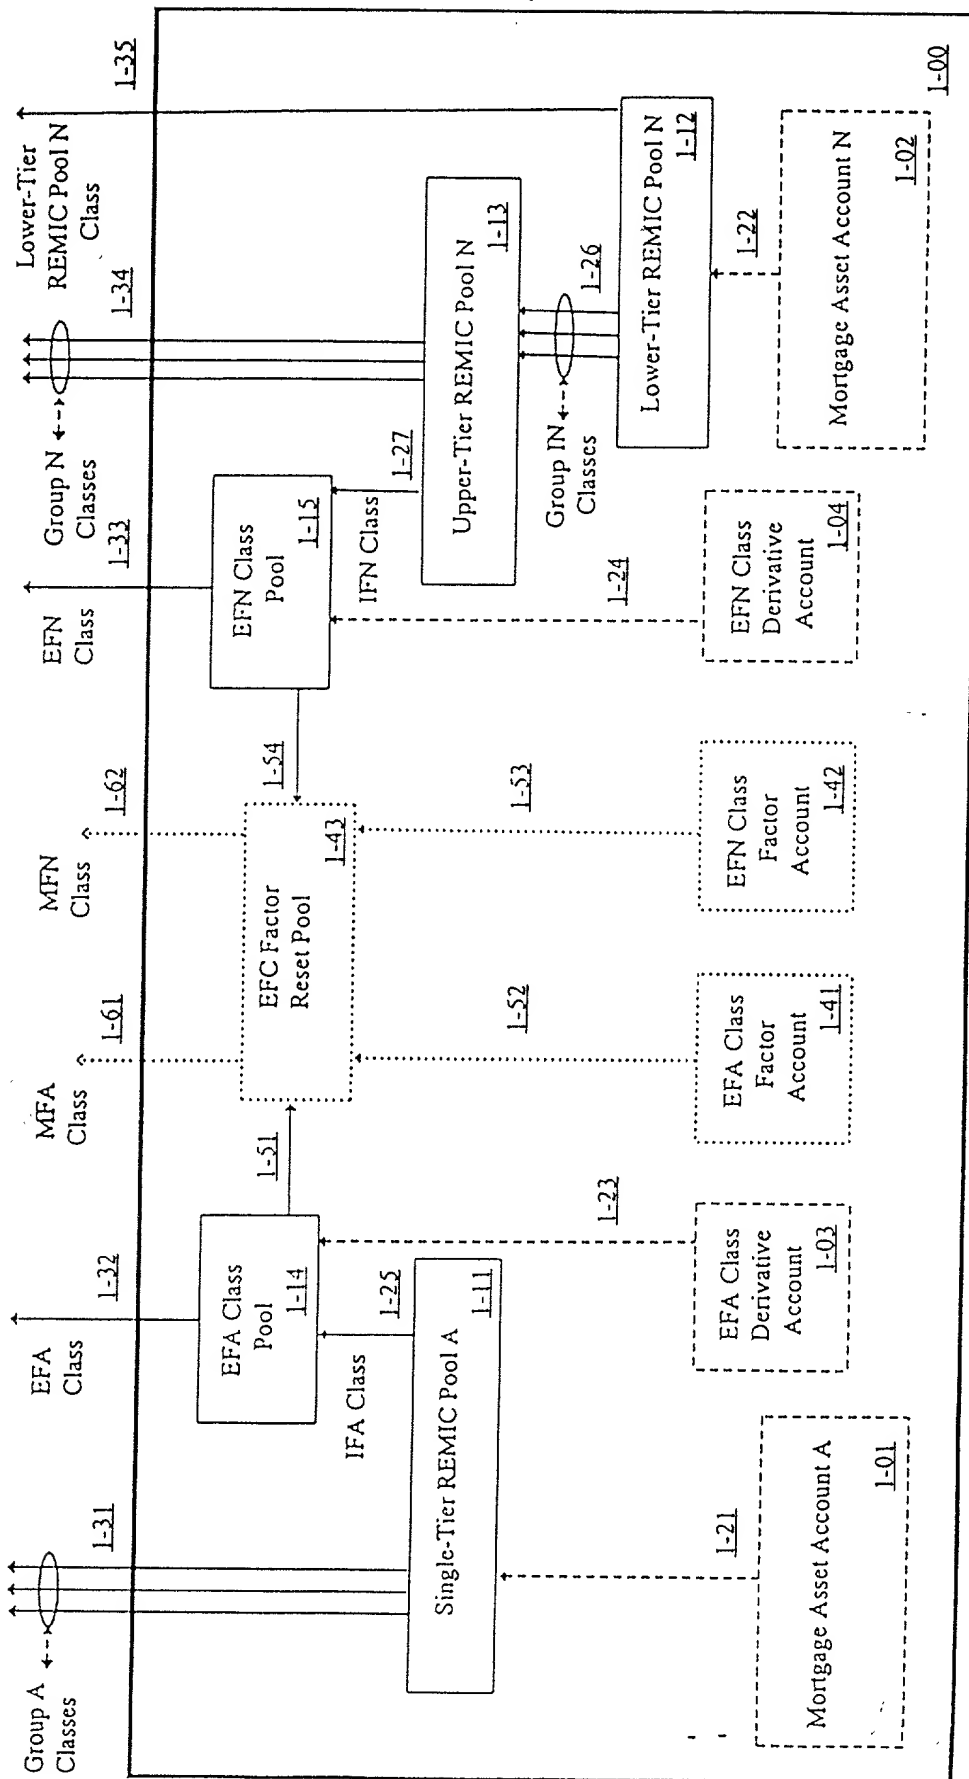 Group A
Classes
1-31
EFA
Class
1-32
MFA
Class
1-61
MFN
Class
1-62
EFN
Class
1-33
Group N
Classes
1-34
Lower-Tier
REMIC Pool N
Class
1-35
EFA Class
Pool
1-14
1-51
EFC Factor
Reset Pool
1-43
1-54
EFN Class
Pool
1-15
IFA Class
1-25
IFN Class
1-27
Single-Tier REMIC Pool A
1-11
Upper-Tier REMIC Pool N
1-13
Group IN
Classes
1-26
Lower-Tier REMIC Pool N
1-12
1-21
1-23
1-52
1-53
1-24
1-22
Mortgage Asset Account A
1-01
EFA Class
Derivative
Account
1-03
EFA Class
Factor
Account
1-41
EFN Class
Factor
Account
1-42
EFN Class
Derivative
Account
1-04
Mortgage Asset Account N
1-02
1-00